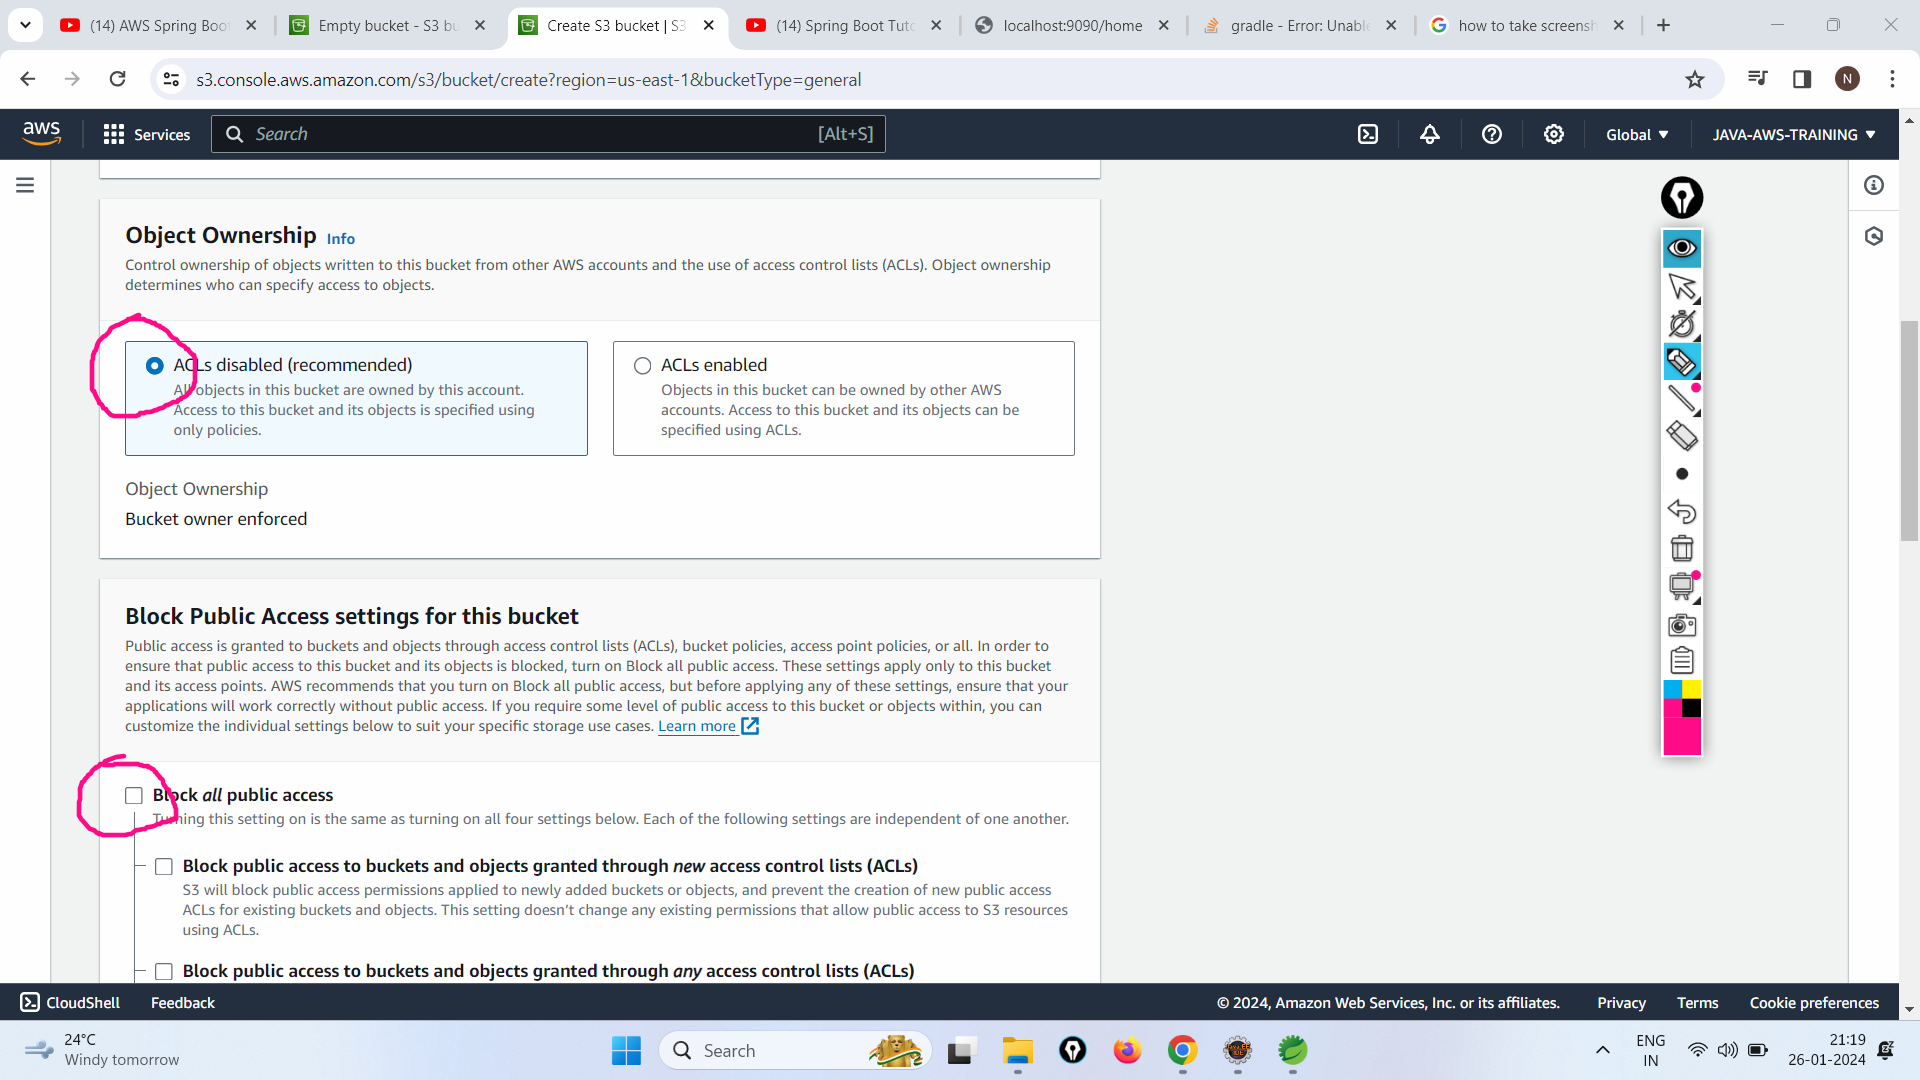 (14) AWS Spring Boot
Empty bucket - S3 bu
Create S3 bucket | S3
(14) Spring Boot Tuto
localhost:9090/home
gradle - Error: Unable
how to take screensh
s3.console.aws.amazon.com/s3/bucket/create?region=us-east-1&bucketType=general
N
aws
Services
Search
[Alt+S]
Global
JAVA-AWS-TRAINING
Object Ownership Info
Control ownership of objects written to this bucket from other AWS accounts and the use of access control lists (ACLs). Object ownership
determines who can specify access to objects.
ACLs disabled (recommended)
All objects in this bucket are owned by this account.
Access to this bucket and its objects is specified using
only policies.
ACLs enabled
Objects in this bucket can be owned by other AWS
accounts. Access to this bucket and its objects can be
specified using ACLs.
Object Ownership
Bucket owner enforced
Block Public Access settings for this bucket
Public access is granted to buckets and objects through access control lists (ACLs), bucket policies, access point policies, or all. In order to
ensure that public access to this bucket and its objects is blocked, turn on Block all public access. These settings apply only to this bucket
and its access points. AWS recommends that you turn on Block all public access, but before applying any of these settings, ensure that your
applications will work correctly without public access. If you require some level of public access to this bucket or objects within, you can
customize the individual settings below to suit your specific storage use cases. Learn more
Block all public access
Turning this setting on is the same as turning on all four settings below. Each of the following settings are independent of one another.
Block public access to buckets and objects granted through new access control lists (ACLs)
S3 will block public access permissions applied to newly added buckets or objects, and prevent the creation of new public access
ACLs for existing buckets and objects. This setting doesn't change any existing permissions that allow public access to S3 resources
using ACLs.
Block public access to buckets and objects granted through any access control lists (ACLs)
CloudShell
Feedback
© 2024, Amazon Web Services, Inc. or its affiliates.
Privacy
Terms
Cookie preferences
24°C
Windy tomorrow
Search
ENG
IN
21:19
26-01-2024